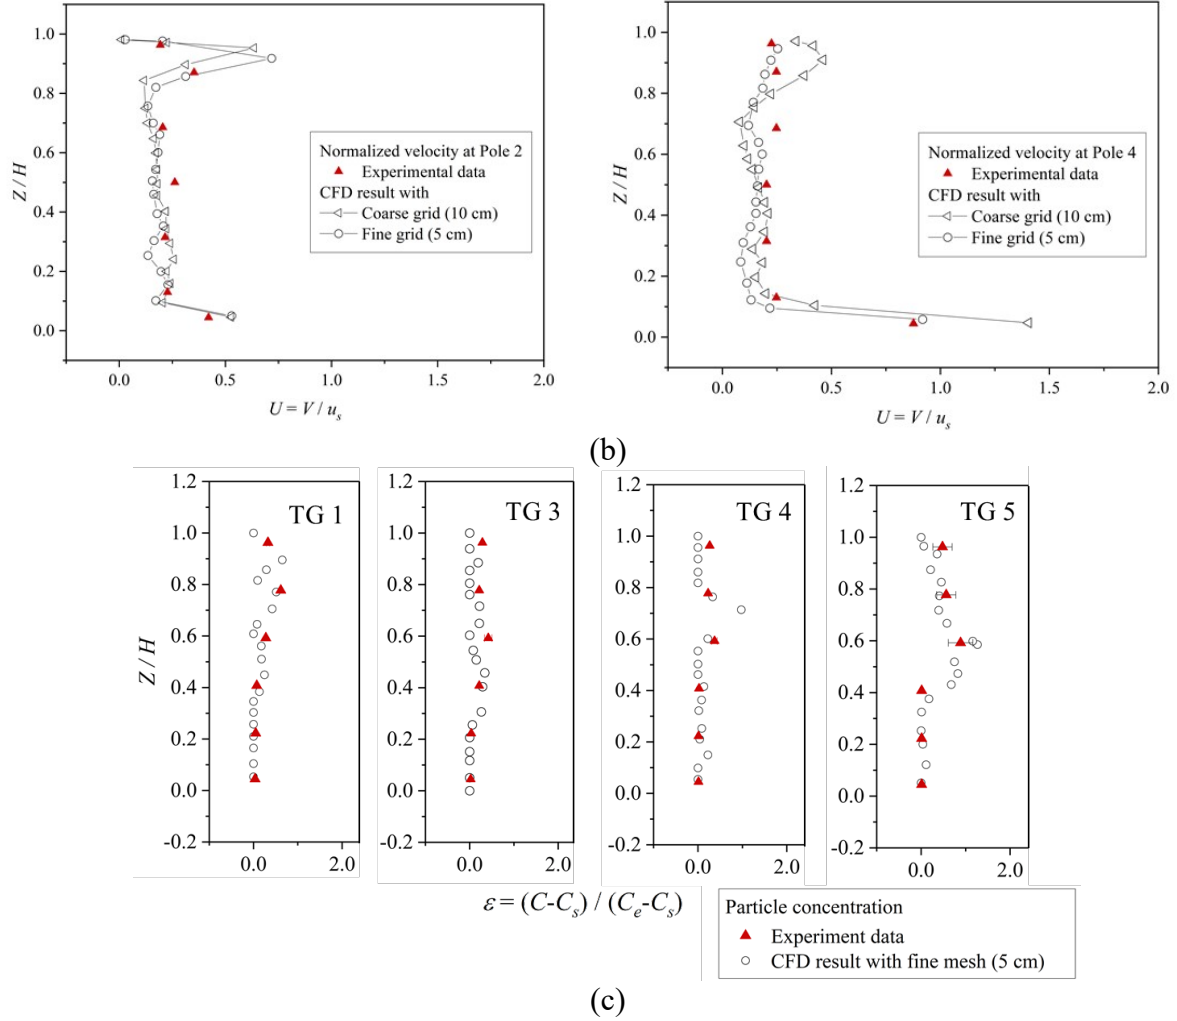 1.0
0.8
0.6
0.4
0.2
0.0
Z / H
0.0
0.5
1.0
1.5
2.0
U = V / u_s
Normalized velocity at Pole 2
Experimental data
CFD result with
Coarse grid (10 cm)
Fine grid (5 cm)
1.0
0.8
0.6
0.4
0.2
0.0
Z / H
0.0
0.5
1.0
1.5
2.0
U = V / u_s
Normalized velocity at Pole 4
Experimental data
CFD result with
Coarse grid (10 cm)
Fine grid (5 cm)
(b)
1.2
1.0
0.8
0.6
0.4
0.2
0.0
-0.2
Z / H
TG 1
0.0
2.0
1.2
1.0
0.8
0.6
0.4
0.2
0.0
-0.2
TG 3
0.0
2.0
1.2
1.0
0.8
0.6
0.4
0.2
0.0
-0.2
TG 4
0.0
2.0
1.2
1.0
0.8
0.6
0.4
0.2
0.0
-0.2
TG 5
0.0
2.0
ε = (C-C_s) / (C_e-C_s)
Particle concentration
Experiment data
CFD result with fine mesh (5 cm)
(c)